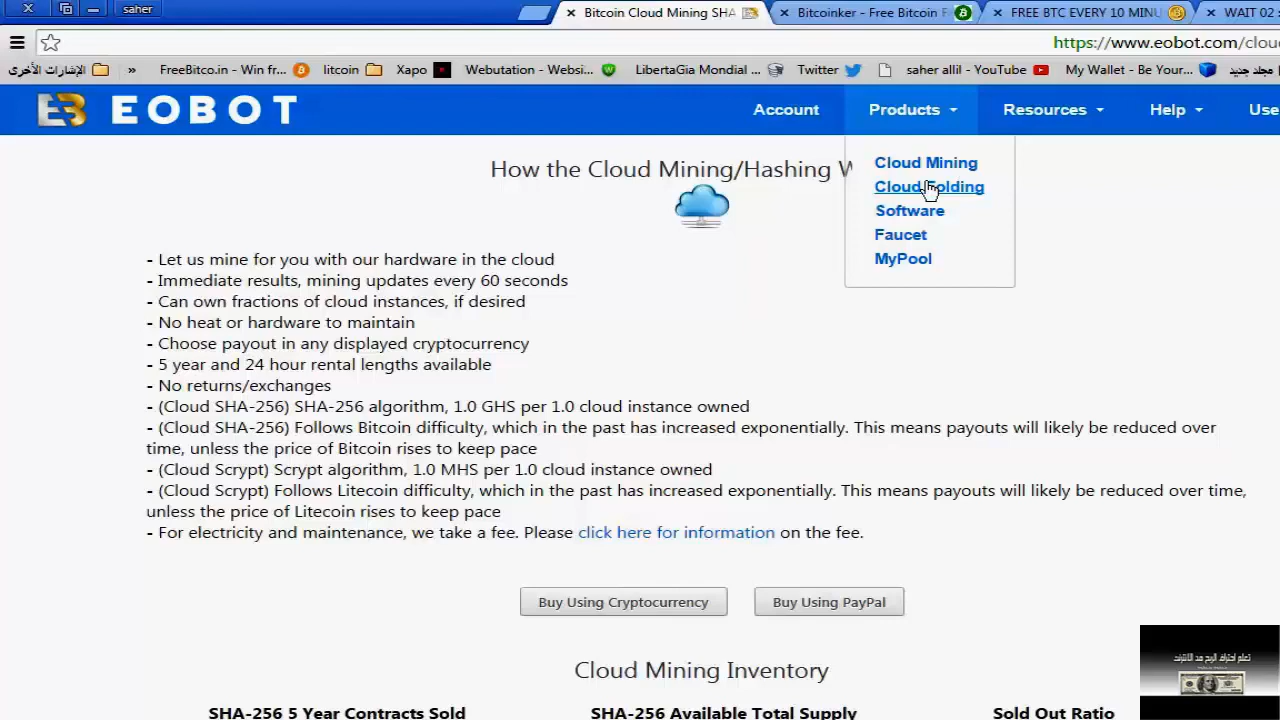 saher
Bitcoin Cloud Mining SHA
Bitcoinker - Free Bitcoin F
FREE BTC EVERY 10 MINU
WAIT 02
https://www.eobot.com/clou
الإشارات الأخرى
»
FreeBitco.in - Win fr...
litcoin
Xapo
Webutation - Websi...
LibertaGia Mondial ...
Twitter
saher allil - YouTube
My Wallet - Be Your...
مجلد جديد
EOBOT
Account
Products
Resources
Help
Use
How the Cloud Mining/Hashing W
Cloud Mining
Cloud Folding
Software
Faucet
MyPool
- Let us mine for you with our hardware in the cloud
- Immediate results, mining updates every 60 seconds
- Can own fractions of cloud instances, if desired
- No heat or hardware to maintain
- Choose payout in any displayed cryptocurrency
- 5 year and 24 hour rental lengths available
- No returns/exchanges
- (Cloud SHA-256) SHA-256 algorithm, 1.0 GHS per 1.0 cloud instance owned
- (Cloud SHA-256) Follows Bitcoin difficulty, which in the past has increased exponentially. This means payouts will likely be reduced over
time, unless the price of Bitcoin rises to keep pace
- (Cloud Scrypt) Scrypt algorithm, 1.0 MHS per 1.0 cloud instance owned
- (Cloud Scrypt) Follows Litecoin difficulty, which in the past has increased exponentially. This means payouts will likely be reduced over time,
unless the price of Litecoin rises to keep pace
- For electricity and maintenance, we take a fee. Please click here for information on the fee.
Buy Using Cryptocurrency
Buy Using PayPal
Cloud Mining Inventory
تعلم احتراف الربح من الانترنت
SHA-256 5 Year Contracts Sold
SHA-256 Available Total Supply
Sold Out Ratio